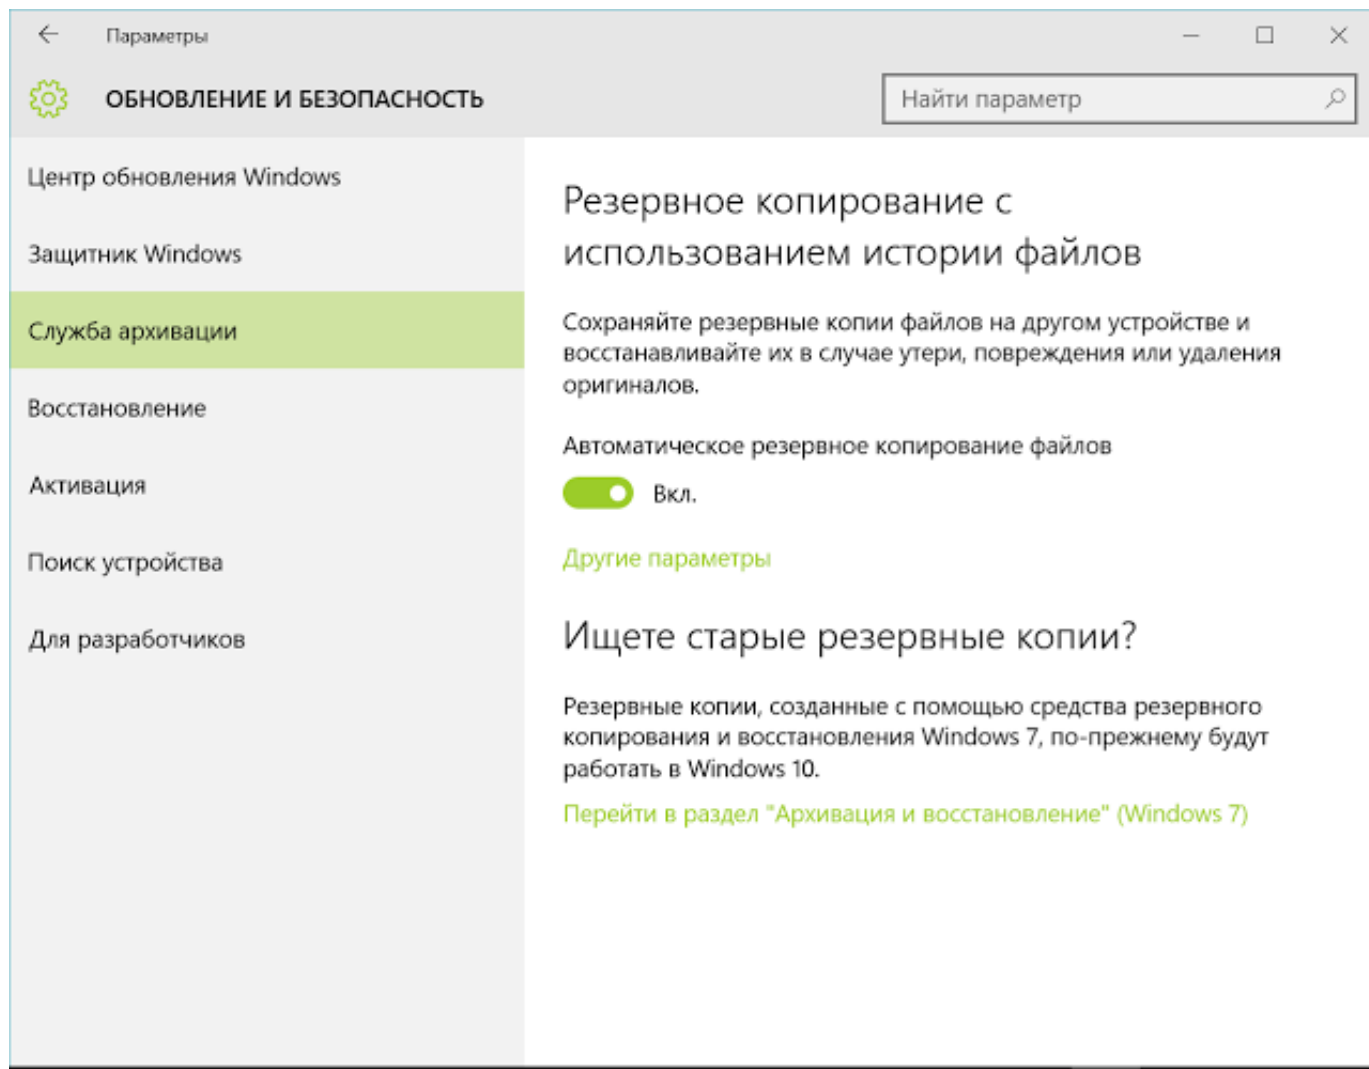 Параметры
ОБНОВЛЕНИЕ И БЕЗОПАСНОСТЬ
Найти параметр
Центр обновления Windows
Защитник Windows
Служба архивации
Восстановление
Активация
Поиск устройства
Для разработчиков
Резервное копирование с
использованием истории файлов
Сохраняйте резервные копии файлов на другом устройстве и
восстанавливайте их в случае утери, повреждения или удаления
оригиналов.
Автоматическое резервное копирование файлов
Вкл.
Другие параметры
Ищете старые резервные копии?
Резервные копии, созданные с помощью средства резервного
копирования и восстановления Windows 7, по-прежнему будут
работать в Windows 10.
Перейти в раздел "Архивация и восстановление" (Windows 7)